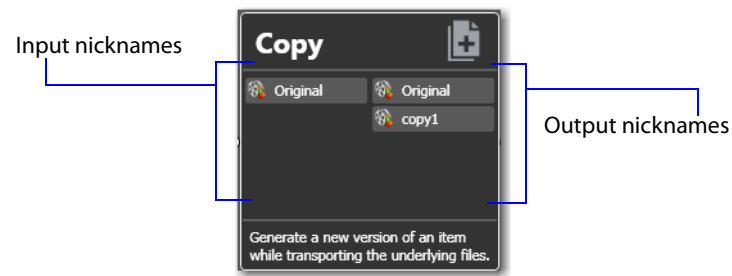 Input nicknames
Copy
Original
Original
copy1
Output nicknames
Generate a new version of an item
while transporting the underlying files.